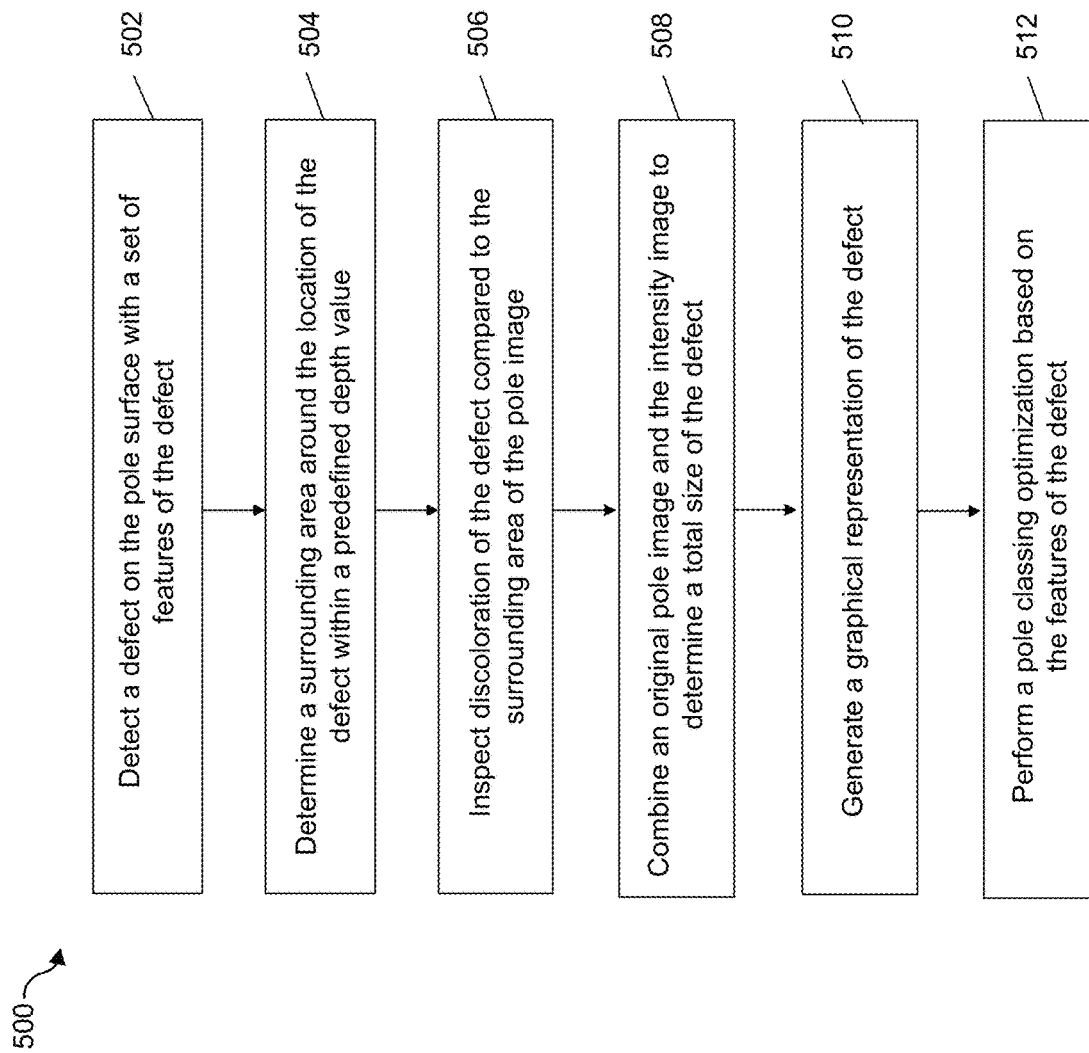 500
502
Detect a defect on the pole surface with a set of
features of the defect
504
Determine a surrounding area around the location of the
defect within a predefined depth value
506
Inspect discoloration of the defect compared to the
surrounding area of the pole image
508
Combine an original pole image and the intensity image to
determine a total size of the defect
510
Generate a graphical representation of the defect
512
Perform a pole classing optimization based on
the features of the defect